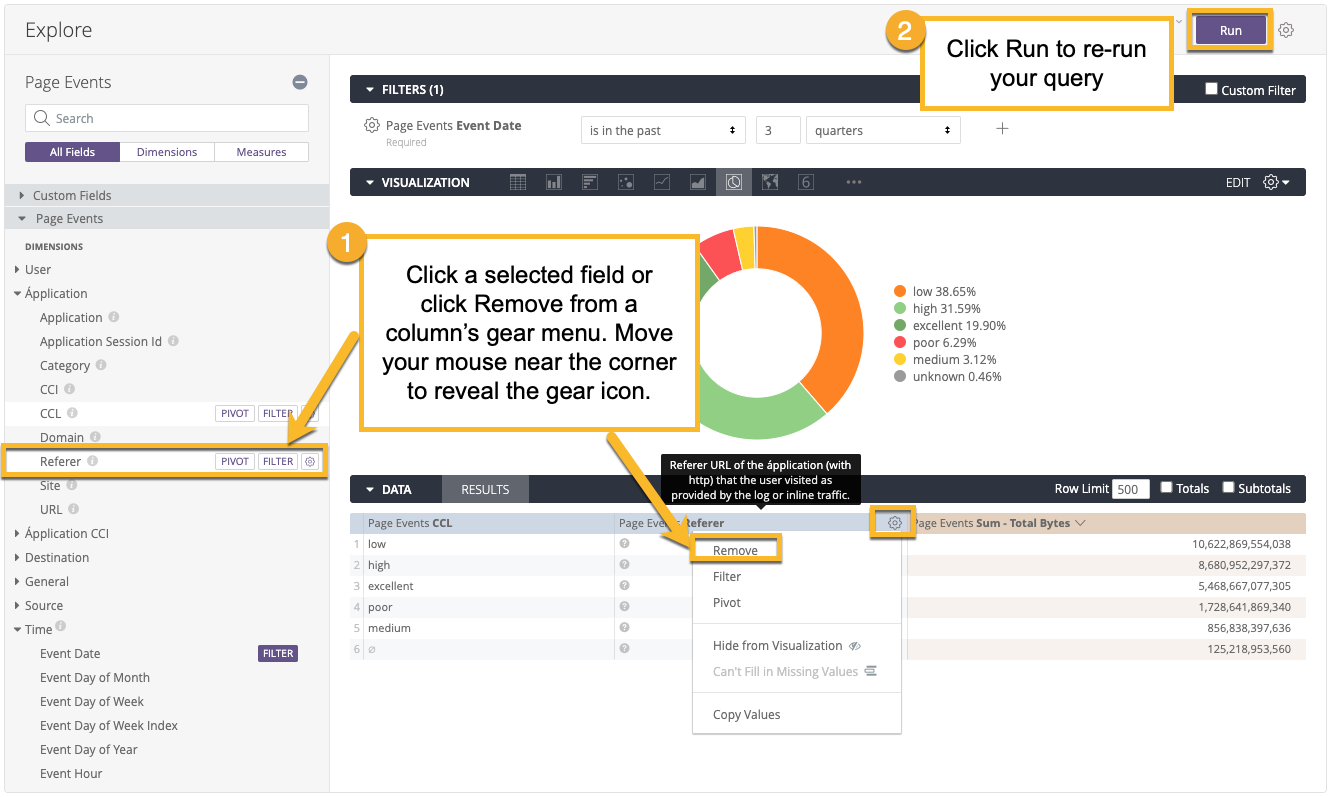 Explore
2
Click Run to re-run
your query
Run
Page Events
Search
All Fields
Dimensions
Measures
Custom Fields
Page Events
DIMENSIONS
User
Ápplication
Application
Application Session Id
Category
CCI
CCL PIVOT FILTER
Domain
Referer PIVOT FILTER
Site
URL
Ápplication CCI
Destination
General
Source
Time
Event Date FILTER
Event Day of Month
Event Day of Week
Event Day of Week Index
Event Day of Year
Event Hour
FILTERS (1)
Custom Filter
Page Events Event Date
Required
is in the past
3
quarters
VISUALIZATION
6
EDIT
1
Click a selected field or
click Remove from a
column's gear menu. Move
your mouse near the corner
to reveal the gear icon.
low 38.65%
high 31.59%
excellent 19.90%
poor 6.29%
medium 3.12%
unknown 0.46%
Referer URL of the ápplication (with
http) that the user visited as
provided by the log or inline traffic.
DATA
RESULTS
Row Limit 500 Totals Subtotals
Page Events CCL
Page Events Referer
Page Events Sum - Total Bytes
1 low 10,622,869,554,038
2 high 8,680,952,297,372
3 excellent 5,468,667,077,305
4 poor 1,728,641,869,340
5 medium 856,838,397,636
6 ∅ 125,218,953,560
Remove
Filter
Pivot
Hide from Visualization
Can't Fill in Missing Values
Copy Values